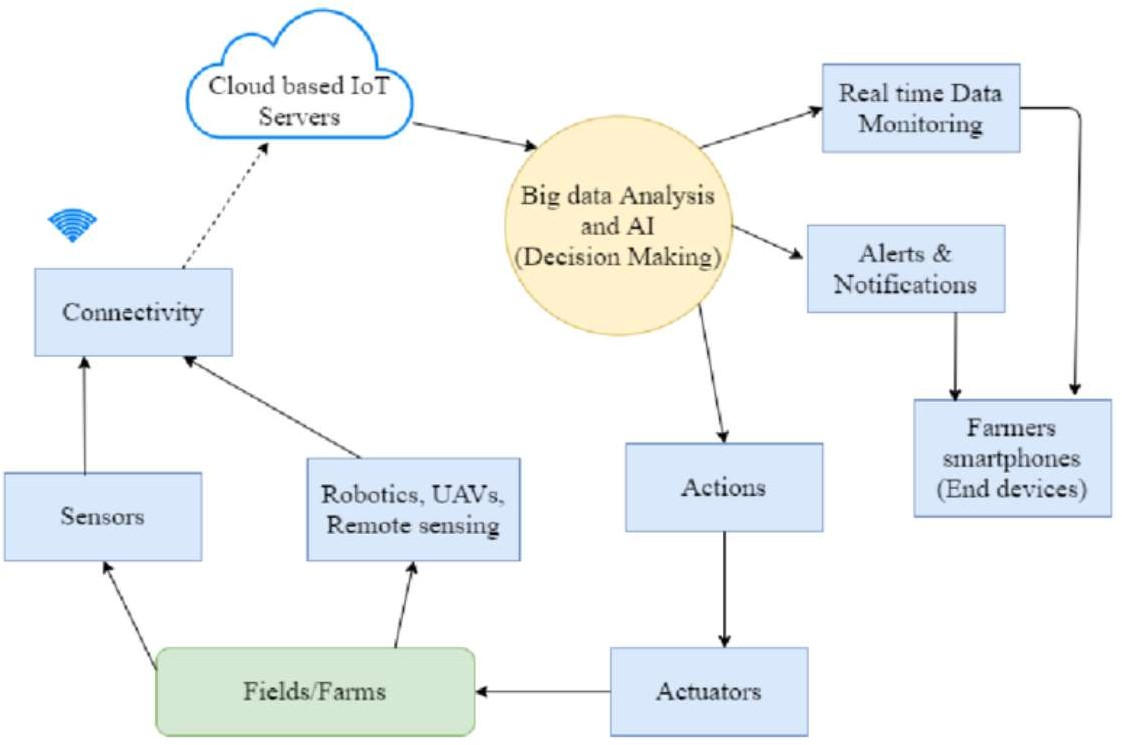 Cloud based IoT
Servers
Real time Data
Monitoring
Big data Analysis
and AI
(Decision Making)
Alerts &
Notifications
Connectivity
Farmers
smartphones
(End devices)
Actions
Robotics, UAVs,
Remote sensing
Sensors
Fields/Farms
Actuators